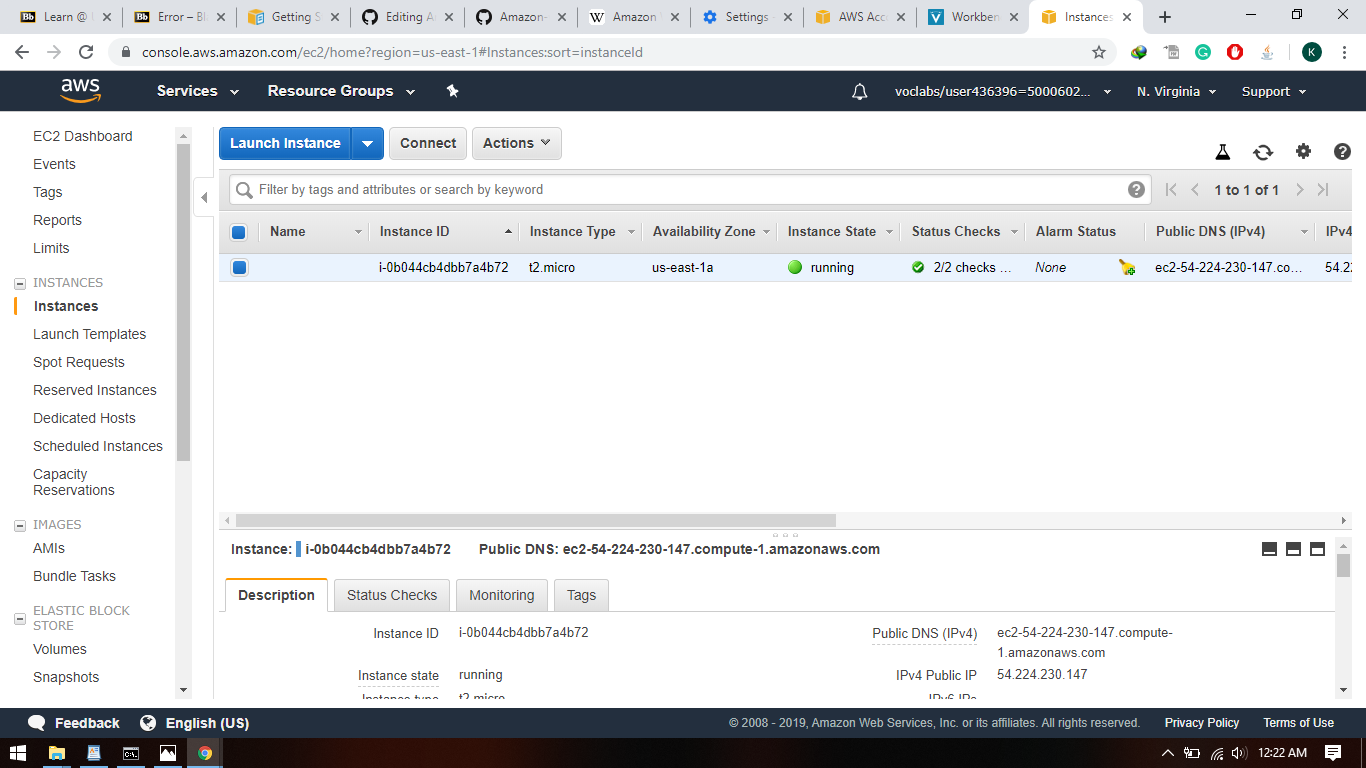 Bb Learn @
Bb Error – Bl
Getting S
Editing A
Amazon-
W Amazon
Settings
AWS Acc
V Workben
Instances
console.aws.amazon.com/ec2/home?region=us-east-1#Instances:sort=instanceId
K
aws
Services
Resource Groups
voclabs/user436396=5000602...
N. Virginia
Support
EC2 Dashboard
Events
Tags
Reports
Limits
INSTANCES
Instances
Launch Templates
Spot Requests
Reserved Instances
Dedicated Hosts
Scheduled Instances
Capacity
Reservations
IMAGES
AMIs
Bundle Tasks
ELASTIC BLOCK
STORE
Volumes
Snapshots
Launch Instance
Connect
Actions
Filter by tags and attributes or search by keyword
1 to 1 of 1
Name Instance ID Instance Type Availability Zone Instance State Status Checks Alarm Status Public DNS (IPv4) IPv4
i-0b044cb4dbb7a4b72 t2.micro us-east-1a running 2/2 checks ... None ec2-54-224-230-147.co... 54.22
Instance: i-0b044cb4dbb7a4b72 Public DNS: ec2-54-224-230-147.compute-1.amazonaws.com
Description
Status Checks
Monitoring
Tags
Instance ID i-0b044cb4dbb7a4b72
Public DNS (IPv4) ec2-54-224-230-147.compute-
1.amazonaws.com
Instance state running
IPv4 Public IP 54.224.230.147
Instance type t2.micro
IPv6 IPs
Feedback
English (US)
© 2008 - 2019, Amazon Web Services, Inc. or its affiliates. All rights reserved.
Privacy Policy
Terms of Use
12:22 AM